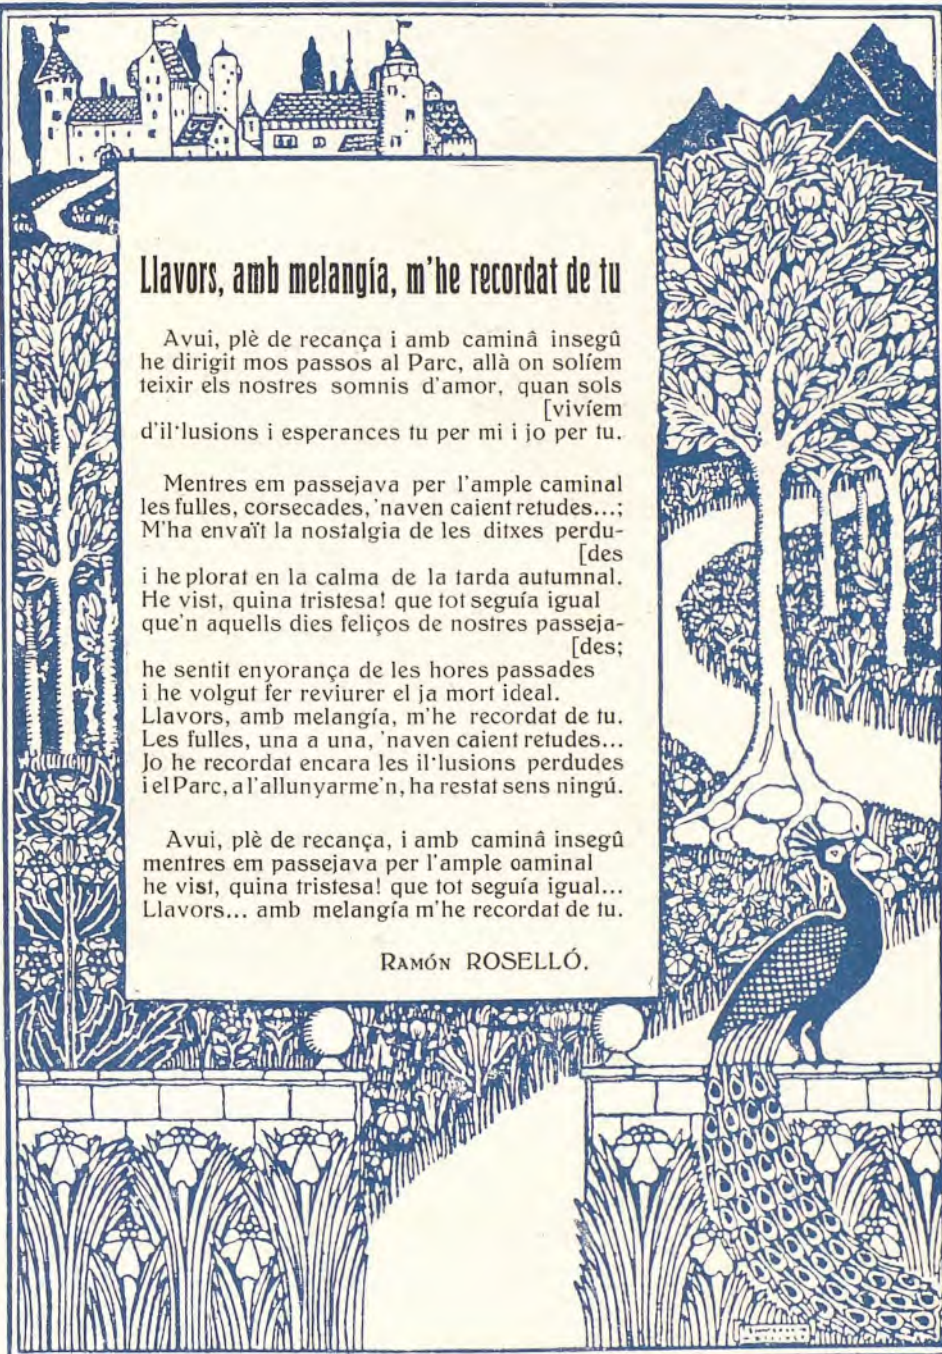 Llavors, amb melangía, m'he recordat de tu
Avui, plè de recança i amb caminâ insegû
he dirigit mos passos al Parc, allà on solíem
teixir els nostres somnis d'amor, quan sols
[vivíem
d'il·lusions i esperances tu per mi i jo per tu.
Mentres em passejava per l'ample caminal
les fulles, corsecades, 'naven caient retudes...;
M'ha envaït la nostalgia de les ditxes perdu-
[des
i he plorat en la calma de la tarda autumnal.
He vist, quina tristesa! que tot seguía igual
que'n aquells dies feliços de nostres passeja-
[des;
he sentit enyorança de les hores passades
i he volgut fer reviurer el ja mort ideal.
Llavors, amb melangía, m'he recordat de tu.
Les fulles, una a una, 'naven caient retudes...
Jo he recordat encara les il·lusions perdudes
i el Parc, a l'allunyarme'n, ha restat sens ningú.
Avui, plè de recança, i amb caminâ insegû
mentres em passejava per l'ample caminal
he vist, quina tristesa! que tot seguía igual...
Llavors... amb melangía m'he recordat de tu.
RAMÓN ROSELLÓ.